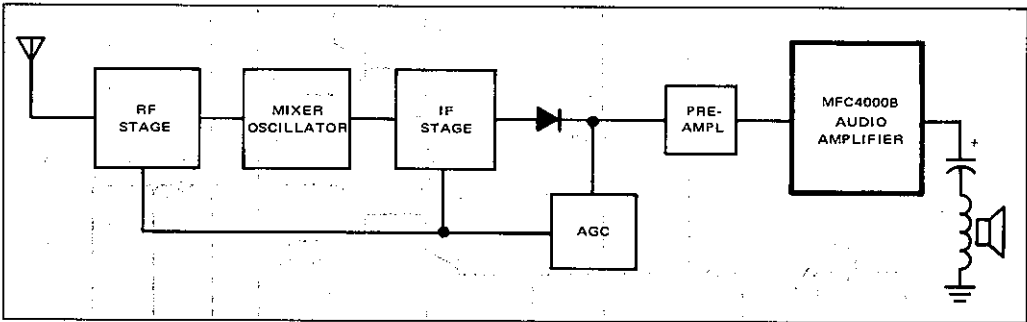 RF
STAGE
MIXER
OSCILLATOR
IF
STAGE
PRE-
AMPL
MFC4000B
AUDIO
AMPLIFIER
+
AGC